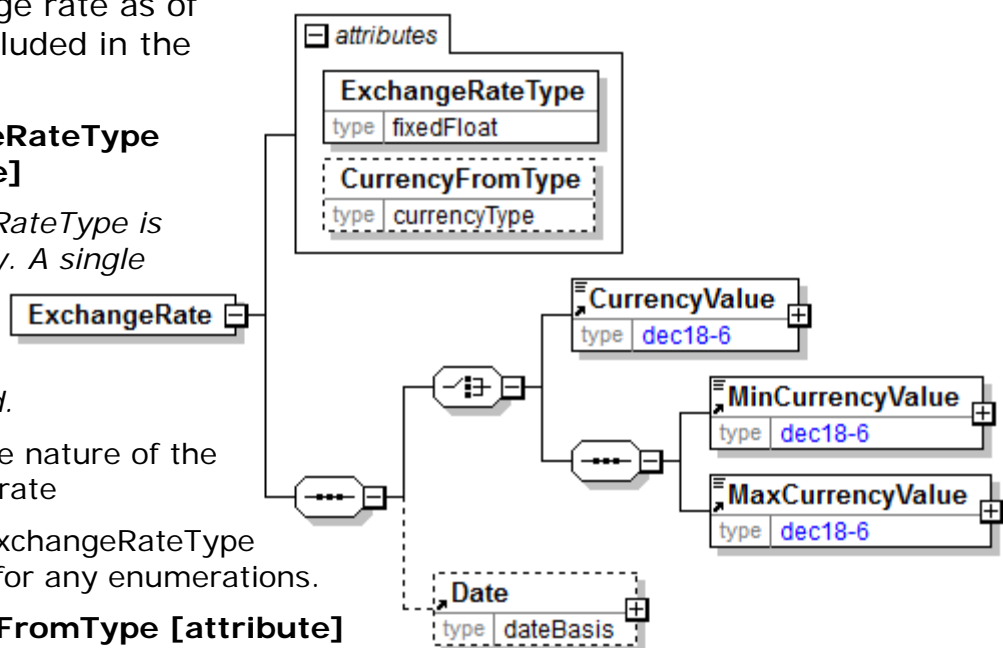 ge rate as of
luded in the
eRateType
e]
RateType is
y. A single
d.
e nature of the
rate
xchangeRateType
for any enumerations.
FromType [attribute]
attributes
ExchangeRateType
type fixedFloat
CurrencyFromType
type currencyType
ExchangeRate
CurrencyValue
type dec18-6
MinCurrencyValue
type dec18-6
MaxCurrencyValue
type dec18-6
Date
type dateBasis